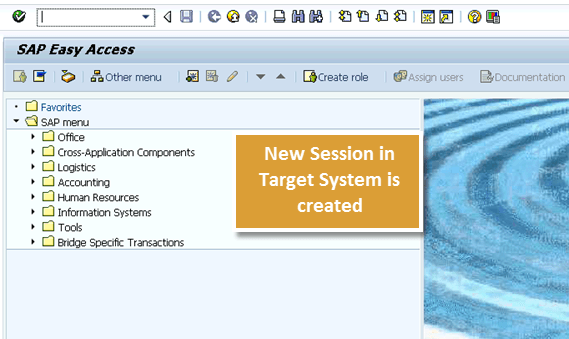 SAP Easy Access
Other menu
Create role
Assign users
Documentation
Favorites
SAP menu
Office
Cross-Application Components
Logistics
Accounting
Human Resources
Information Systems
Tools
Bridge Specific Transactions
New Session in
Target System is
created